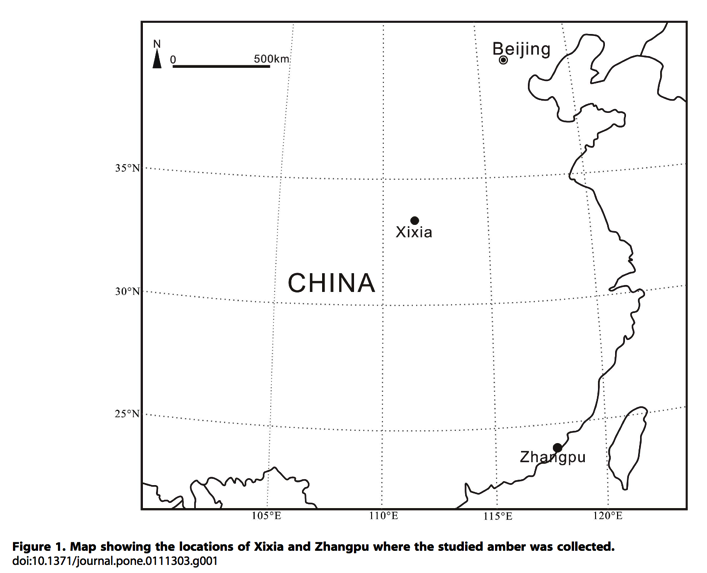 N
0 500km
Beijing
35°N
Xixia
CHINA
30°N
25°N
Zhangpu
105°E 110°E 115°E 120°E
Figure 1. Map showing the locations of Xixia and Zhangpu where the studied amber was collected.
doi:10.1371/journal.pone.0111303.g001